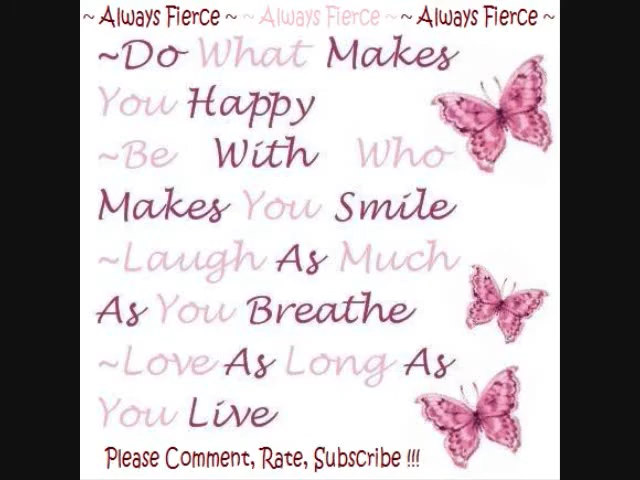 ~ Always Fierce ~ ~ Always Fierce ~ ~ Always Fierce ~
~Do What Makes
You Happy
~Be With Who
Makes You Smile
~Laugh As Much
As You Breathe
~Love As Long As
You Live
Please Comment, Rate, Subscribe !!!